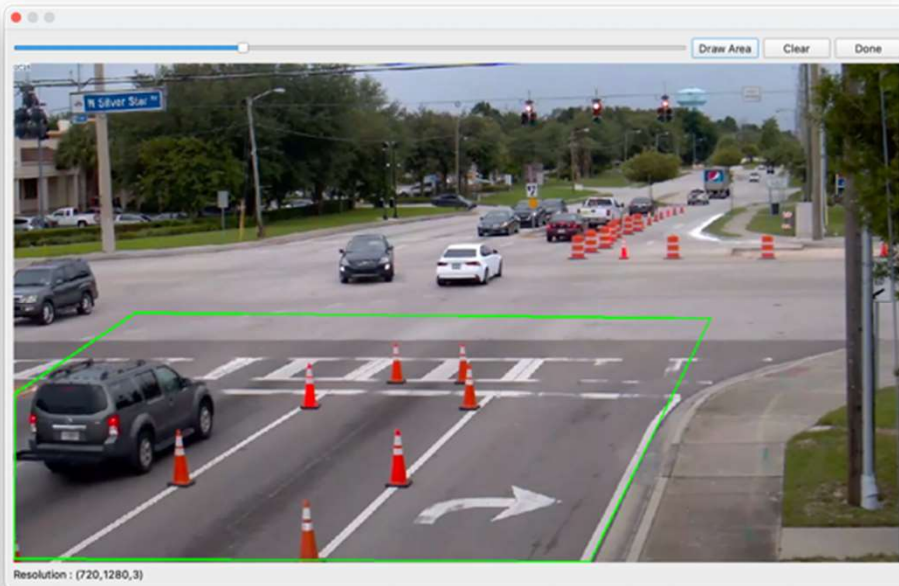 Draw Area
Clear
Done
N Silver Star
Resolution : (720,1280,3)